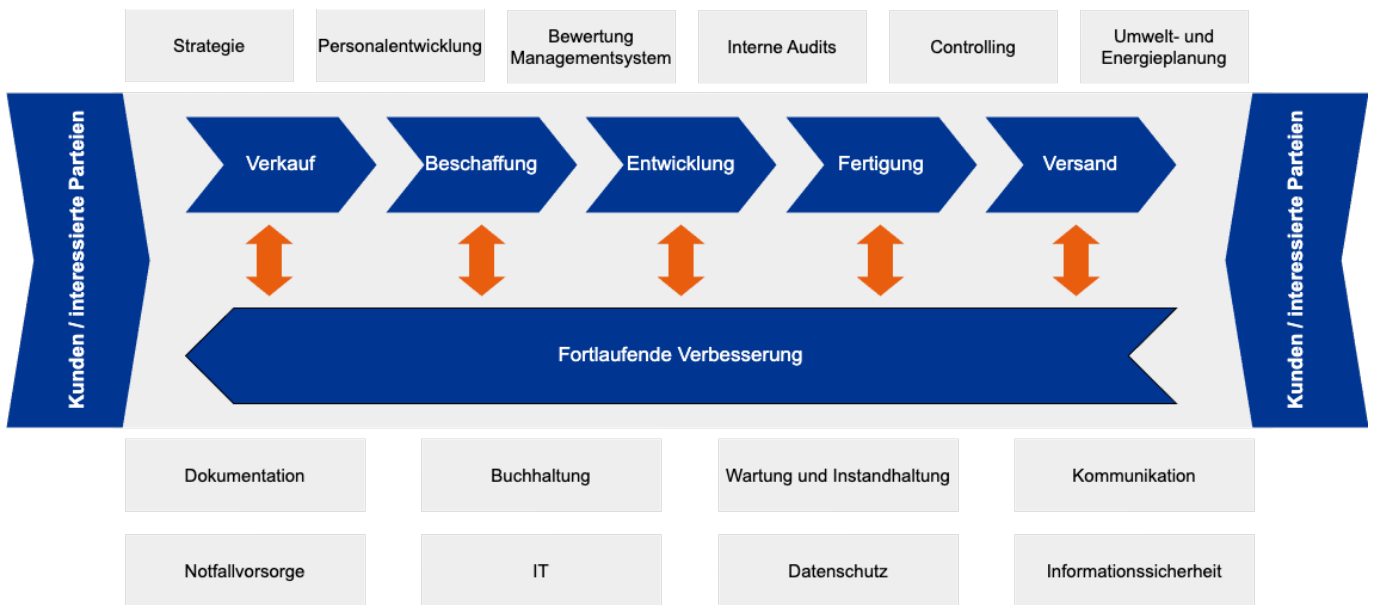 Strategie
Personalentwicklung
Bewertung
Managementsystem
Interne Audits
Controlling
Umwelt- und
Energieplanung
Kunden / interessierte Parteien
Verkauf
Beschaffung
Entwicklung
Fertigung
Versand
Kunden / interessierte Parteien
Fortlaufende Verbesserung
Dokumentation
Buchhaltung
Wartung und Instandhaltung
Kommunikation
Notfallvorsorge
IT
Datenschutz
Informationssicherheit